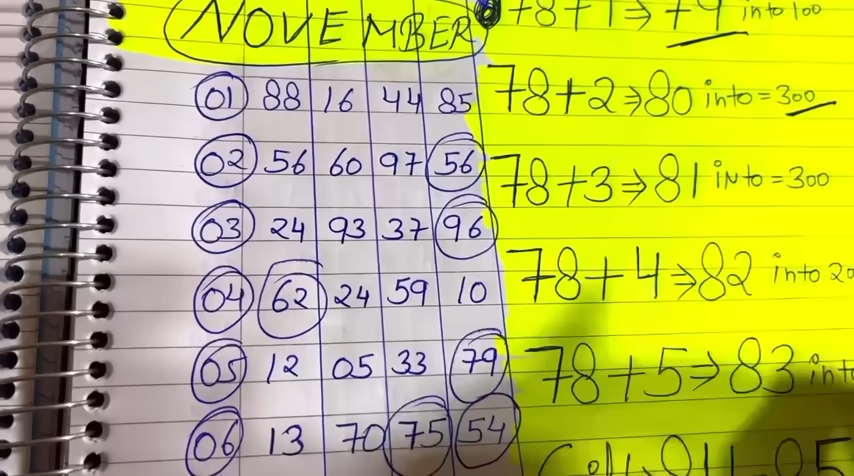 NOVEMBER
01 88 16 44 85
02 56 60 97 56
03 24 93 37 96
04 62 24 59 10
05 12 05 33 79
06 13 70 75 54
78+1⇒79 into 100
78+2⇒80 into=300
78+3⇒81 into=300
78+4⇒82 into 20
78+5⇒83 int